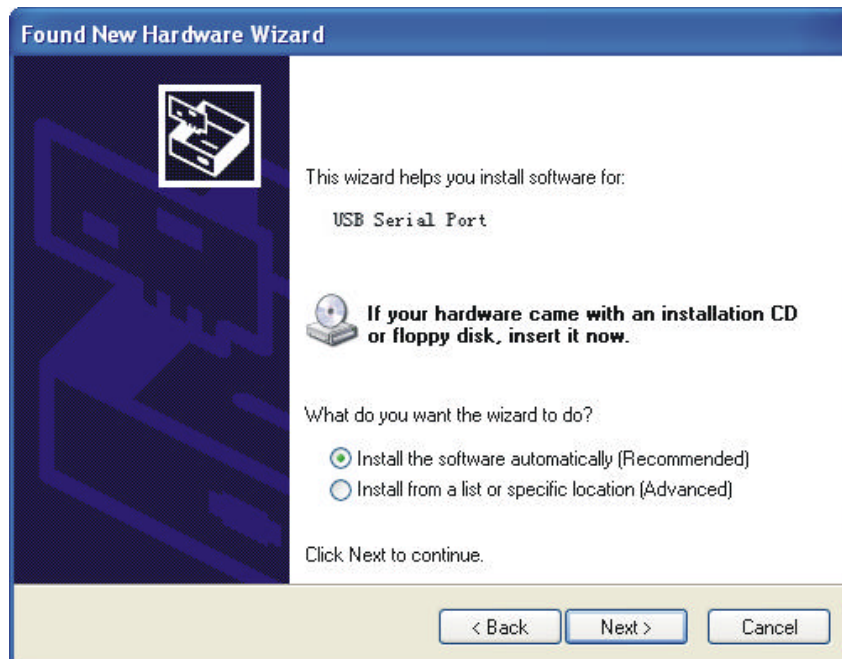 Found New Hardware Wizard
This wizard helps you install software for:
USB Serial Port
If your hardware came with an installation CD
or floppy disk, insert it now.
What do you want the wizard to do?
Install the software automatically (Recommended)
Install from a list or specific location (Advanced)
Click Next to continue.
< Back Next > Cancel